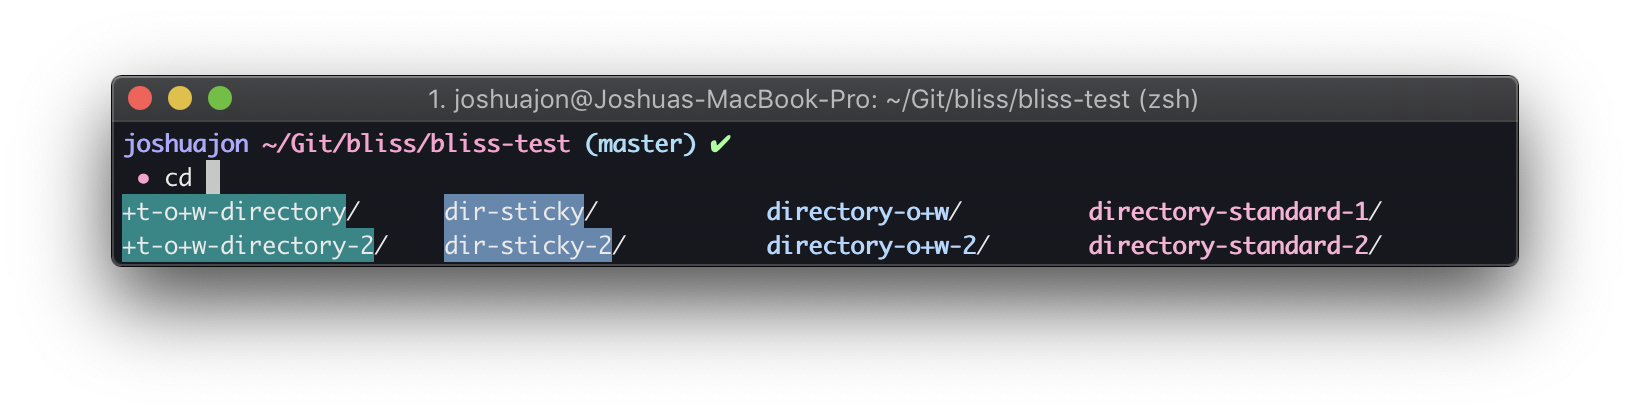 1. joshuajon@Joshuas-MacBook-Pro: ~/Git/bliss/bliss-test (zsh)
joshuajon ~/Git/bliss/bliss-test (master) ✔
• cd
+t-o+w-directory/ dir-sticky/ directory-o+w/ directory-standard-1/
+t-o+w-directory-2/ dir-sticky-2/ directory-o+w-2/ directory-standard-2/